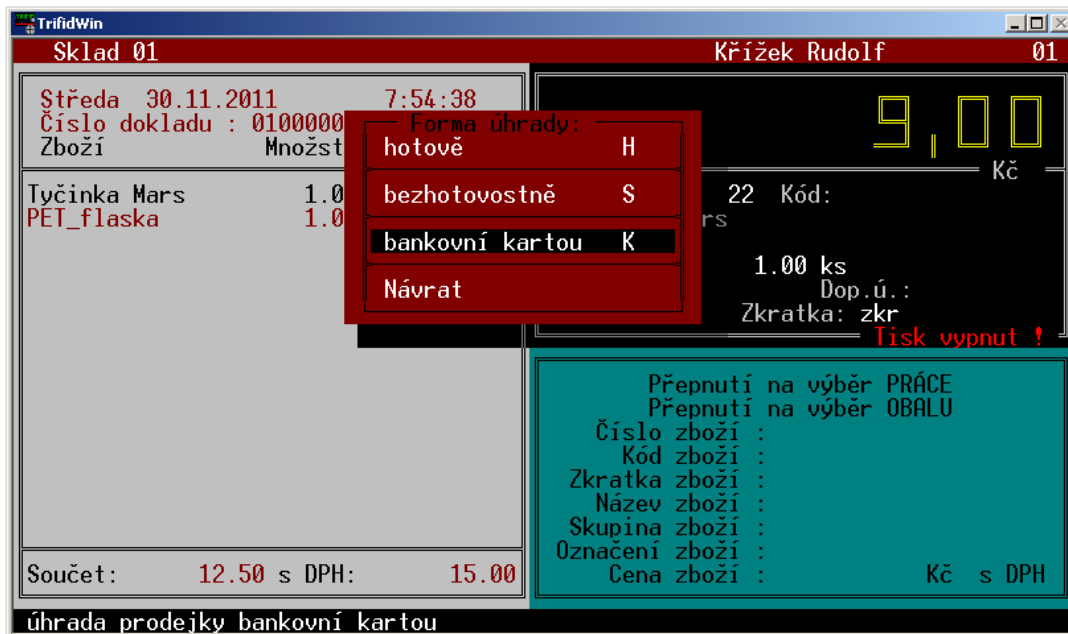 TrifidWin
Sklad 01 Křížek Rudolf 01
Středa 30.11.2011 7:54:38
Číslo dokladu : 0100000
Zboží Množst
Tyčinka Mars 1.0
PET_flaska 1.0
Součet: 12.50 s DPH: 15.00
Forma úhrady:
hotově H
bezhotovostně S
bankovní kartou K
Návrat
9,00
Kč
22 Kód:
rs
1.00 ks
Dop.ú.:
Zkratka: zkr
Tisk vypnut !
Přepnutí na výběr PRÁCE
Přepnutí na výběr OBALU
Číslo zboží :
Kód zboží :
Zkratka zboží :
Název zboží :
Skupina zboží :
Označení zboží :
Cena zboží : Kč s DPH
úhrada prodejky bankovní kartou